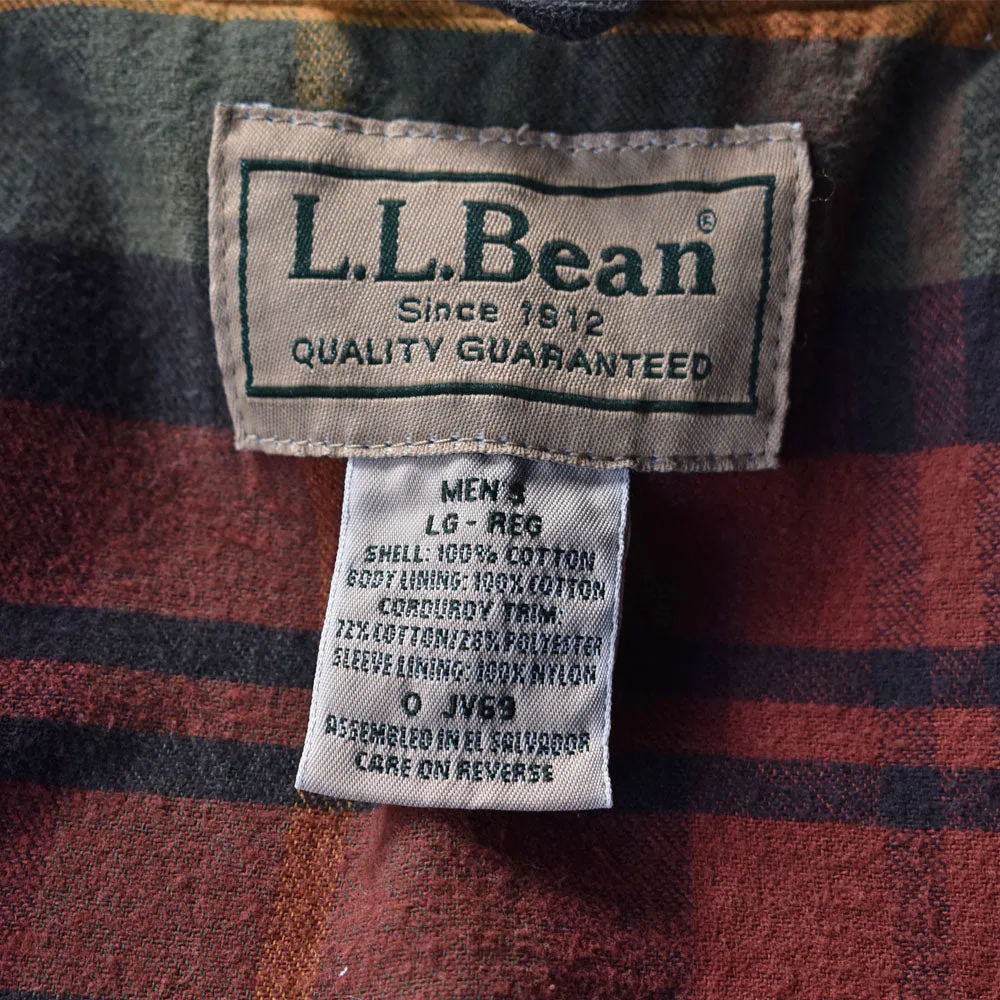 L.L.Bean®
Since 1912
QUALITY GUARANTEED
MEN'S
LG - REG
SHELL: 100% COTTON
BODY LINING: 100% COTTON
CORDUROY TRIM:
72% COTTON/28% POLYESTER
SLEEVE LINING: 100% NYLON
0 JV69
ASSEMBLED IN EL SALVADOR
CARE ON REVERSE